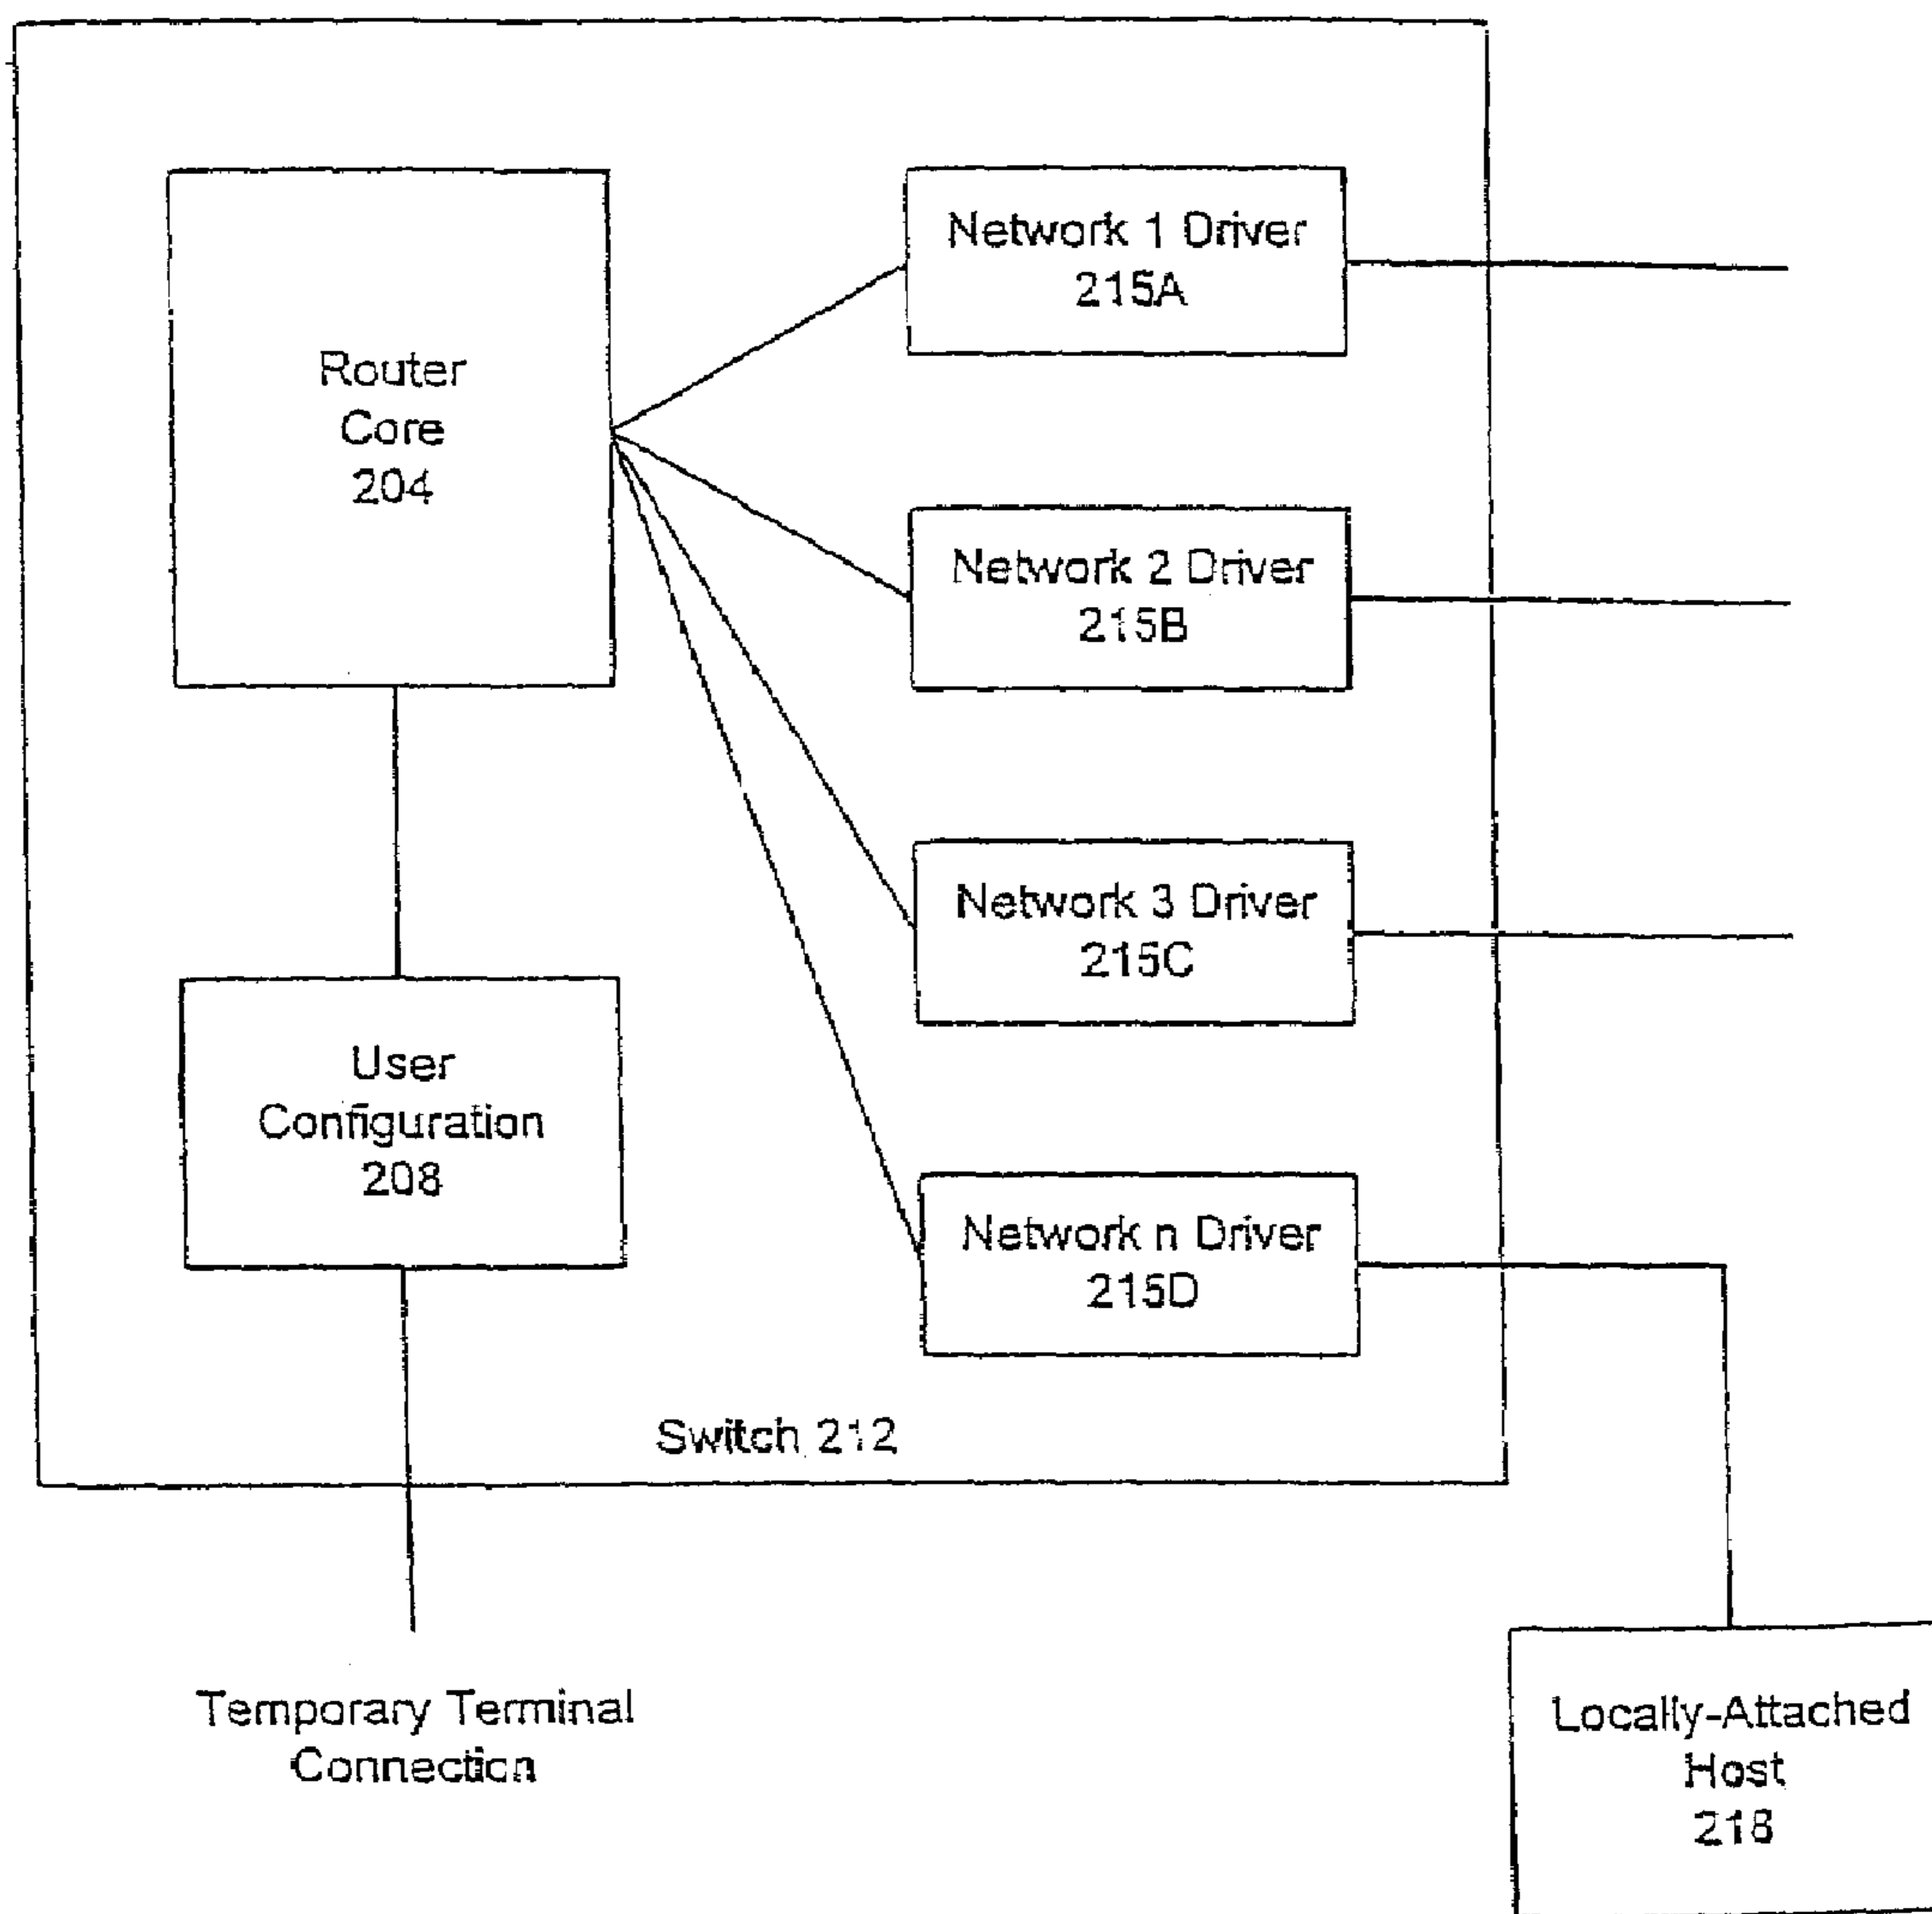 Router
Core
204
Network 1 Driver
215A
Network 2 Driver
215B
Network 3 Driver
215C
User
Configuration
208
Network n Driver
215D
Switch 212
Temporary Terminal
Connection
Locally-Attached
Host
218